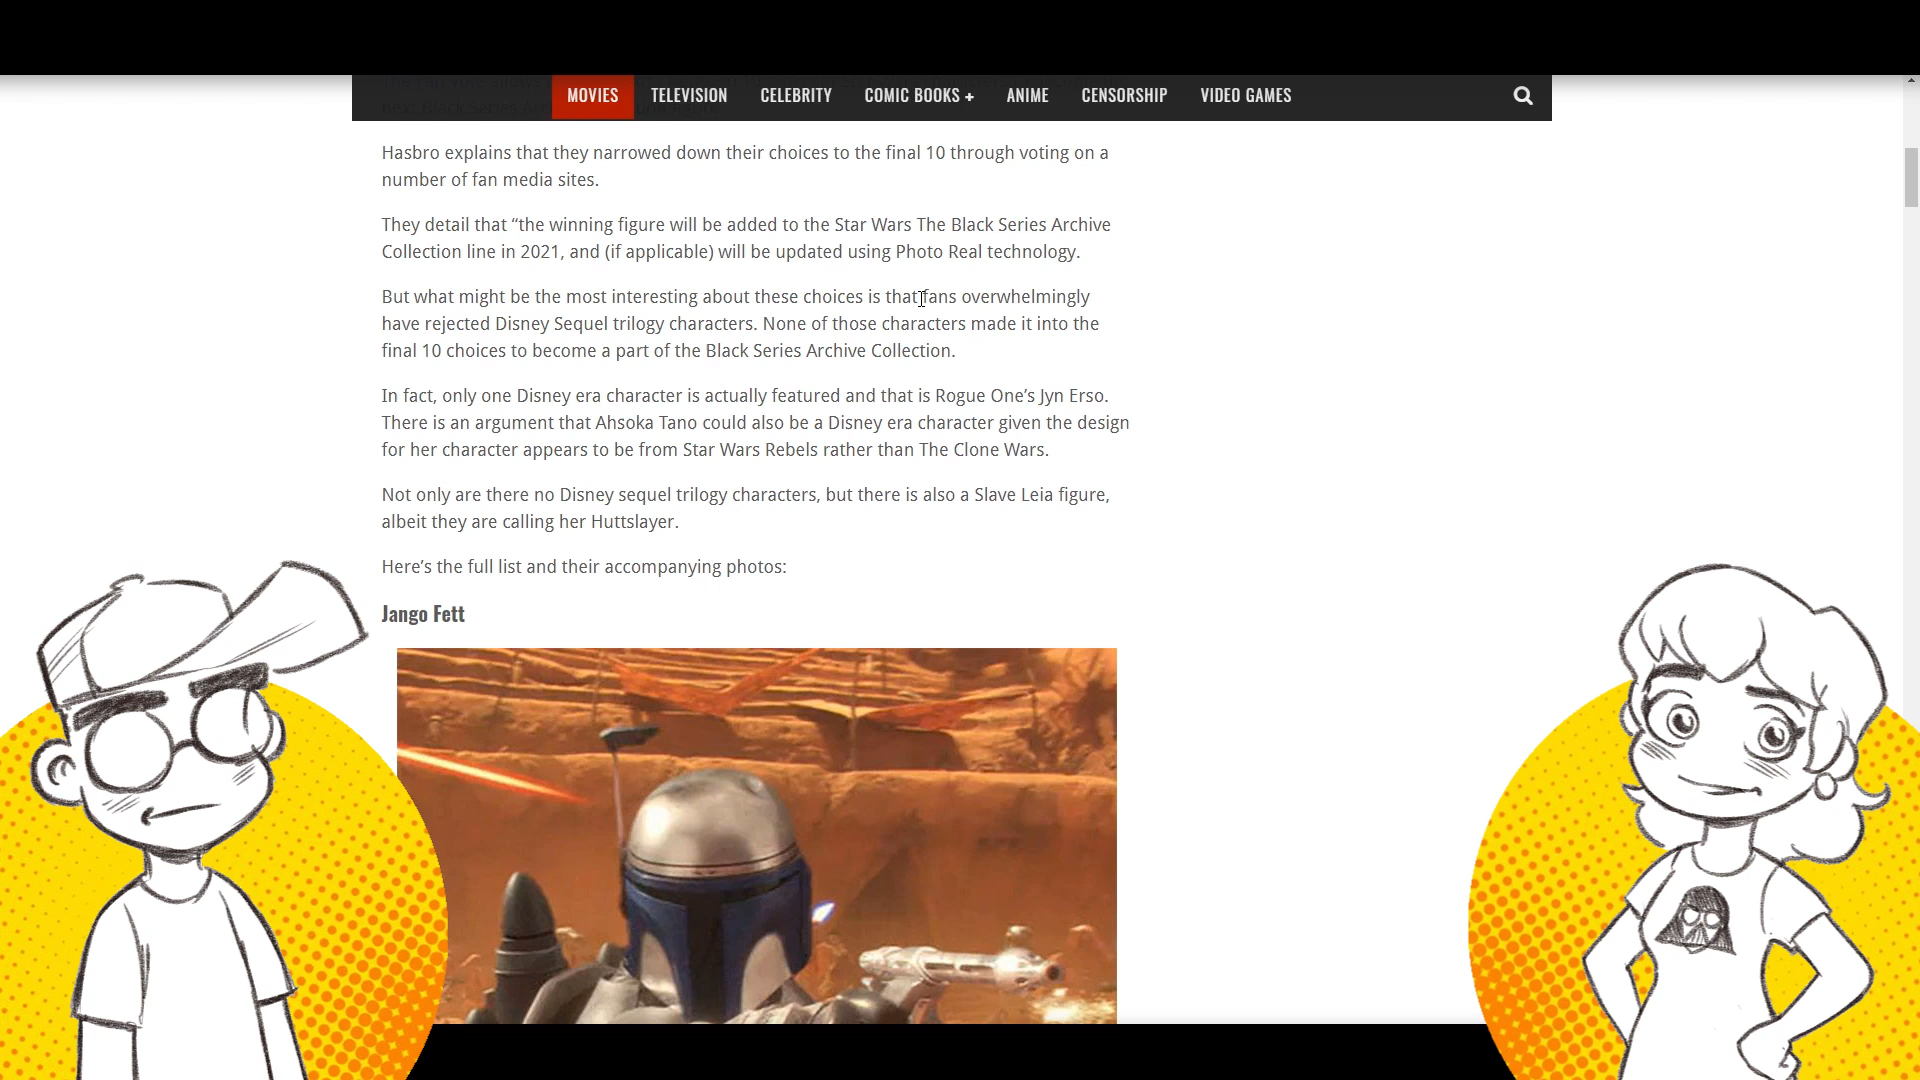 MOVIES TELEVISION CELEBRITY COMIC BOOKS + ANIME CENSORSHIP VIDEO GAMES
Hasbro explains that they narrowed down their choices to the final 10 through voting on a
number of fan media sites.
They detail that “the winning figure will be added to the Star Wars The Black Series Archive
Collection line in 2021, and (if applicable) will be updated using Photo Real technology.
But what might be the most interesting about these choices is that fans overwhelmingly
have rejected Disney Sequel trilogy characters. None of those characters made it into the
final 10 choices to become a part of the Black Series Archive Collection.
In fact, only one Disney era character is actually featured and that is Rogue One’s Jyn Erso.
There is an argument that Ahsoka Tano could also be a Disney era character given the design
for her character appears to be from Star Wars Rebels rather than The Clone Wars.
Not only are there no Disney sequel trilogy characters, but there is also a Slave Leia figure,
albeit they are calling her Huttslayer.
Here’s the full list and their accompanying photos:
Jango Fett